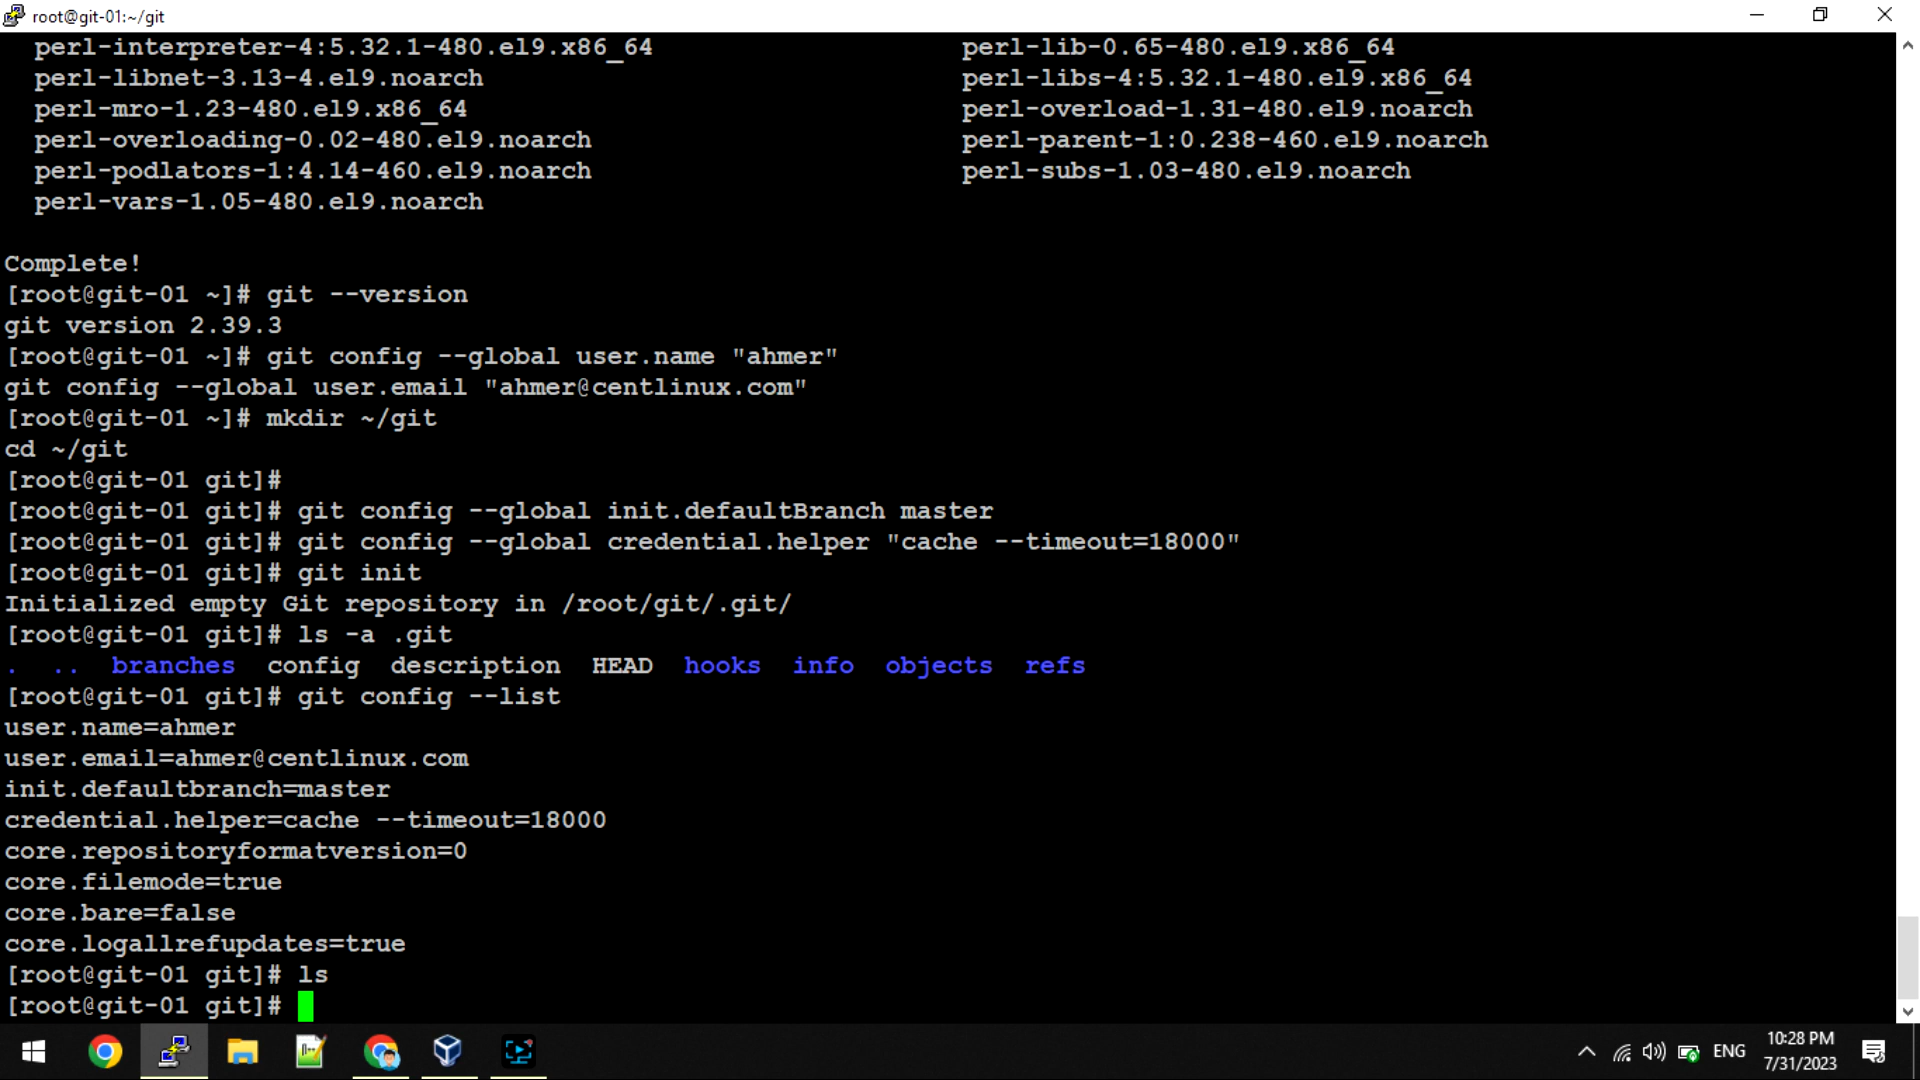 root@git-01:~/git
perl-interpreter-4:5.32.1-480.el9.x86_64 perl-lib-0.65-480.el9.x86_64
perl-libnet-3.13-4.el9.noarch perl-libs-4:5.32.1-480.el9.x86_64
perl-mro-1.23-480.el9.x86_64 perl-overload-1.31-480.el9.noarch
perl-overloading-0.02-480.el9.noarch perl-parent-1:0.238-460.el9.noarch
perl-podlators-1:4.14-460.el9.noarch perl-subs-1.03-480.el9.noarch
perl-vars-1.05-480.el9.noarch
Complete!
[root@git-01 ~]# git --version
git version 2.39.3
[root@git-01 ~]# git config --global user.name "ahmer"
git config --global user.email "ahmer@centlinux.com"
[root@git-01 ~]# mkdir ~/git
cd ~/git
[root@git-01 git]#
[root@git-01 git]# git config --global init.defaultBranch master
[root@git-01 git]# git config --global credential.helper "cache --timeout=18000"
[root@git-01 git]# git init
Initialized empty Git repository in /root/git/.git/
[root@git-01 git]# ls -a .git
. .. branches config description HEAD hooks info objects refs
[root@git-01 git]# git config --list
user.name=ahmer
user.email=ahmer@centlinux.com
init.defaultbranch=master
credential.helper=cache --timeout=18000
core.repositoryformatversion=0
core.filemode=true
core.bare=false
core.logallrefupdates=true
[root@git-01 git]# ls
[root@git-01 git]#
ENG
10:28 PM
7/31/2023